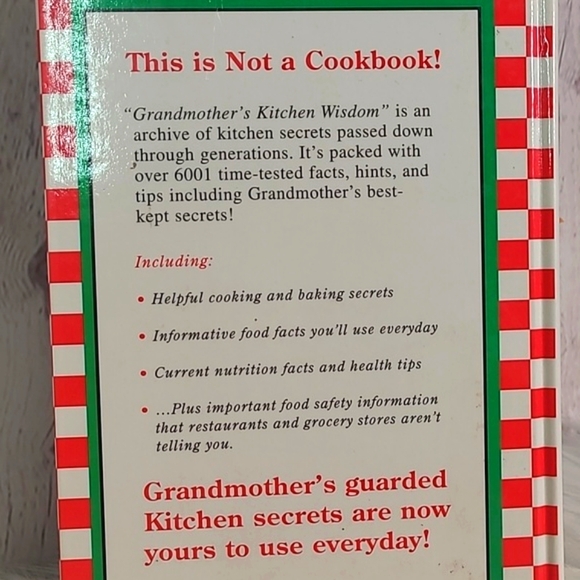 This is Not a Cookbook!
“Grandmother's Kitchen Wisdom” is an
archive of kitchen secrets passed down
through generations. It's packed with
over 6001 time-tested facts, hints, and
tips including Grandmother's best-
kept secrets!
Including:
• Helpful cooking and baking secrets
• Informative food facts you'll use everyday
• Current nutrition facts and health tips
• ...Plus important food safety information
that restaurants and grocery stores aren't
telling you.
Grandmother's guarded
Kitchen secrets are now
yours to use everyday!